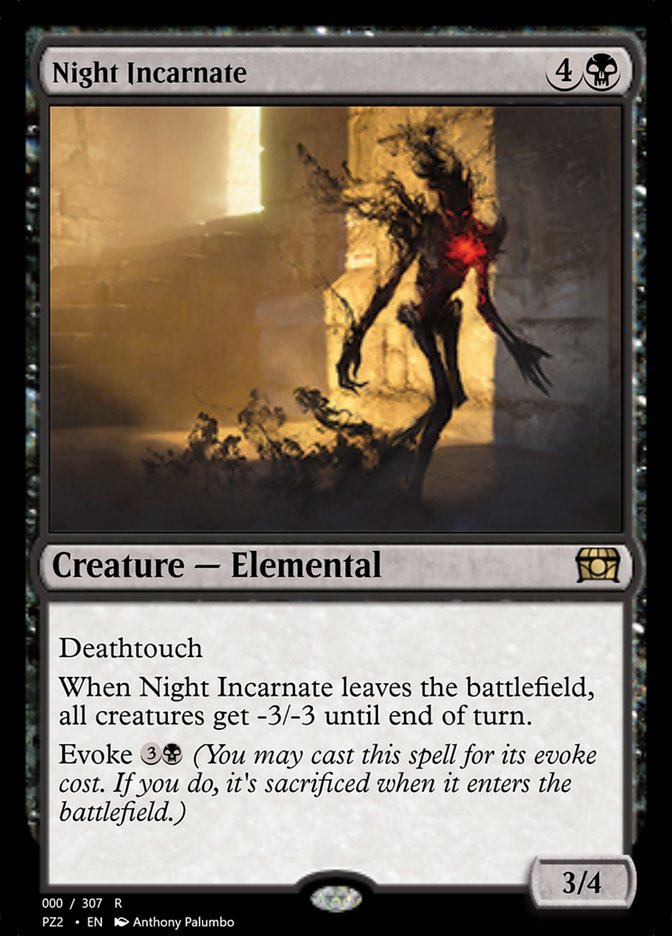 Night Incarnate 4
Creature — Elemental
Deathtouch
When Night Incarnate leaves the battlefield,
all creatures get -3/-3 until end of turn.
Evoke 3 (You may cast this spell for its evoke
cost. If you do, it's sacrificed when it enters the
battlefield.)
3/4
000 / 307 R
PZ2 • EN Anthony Palumbo